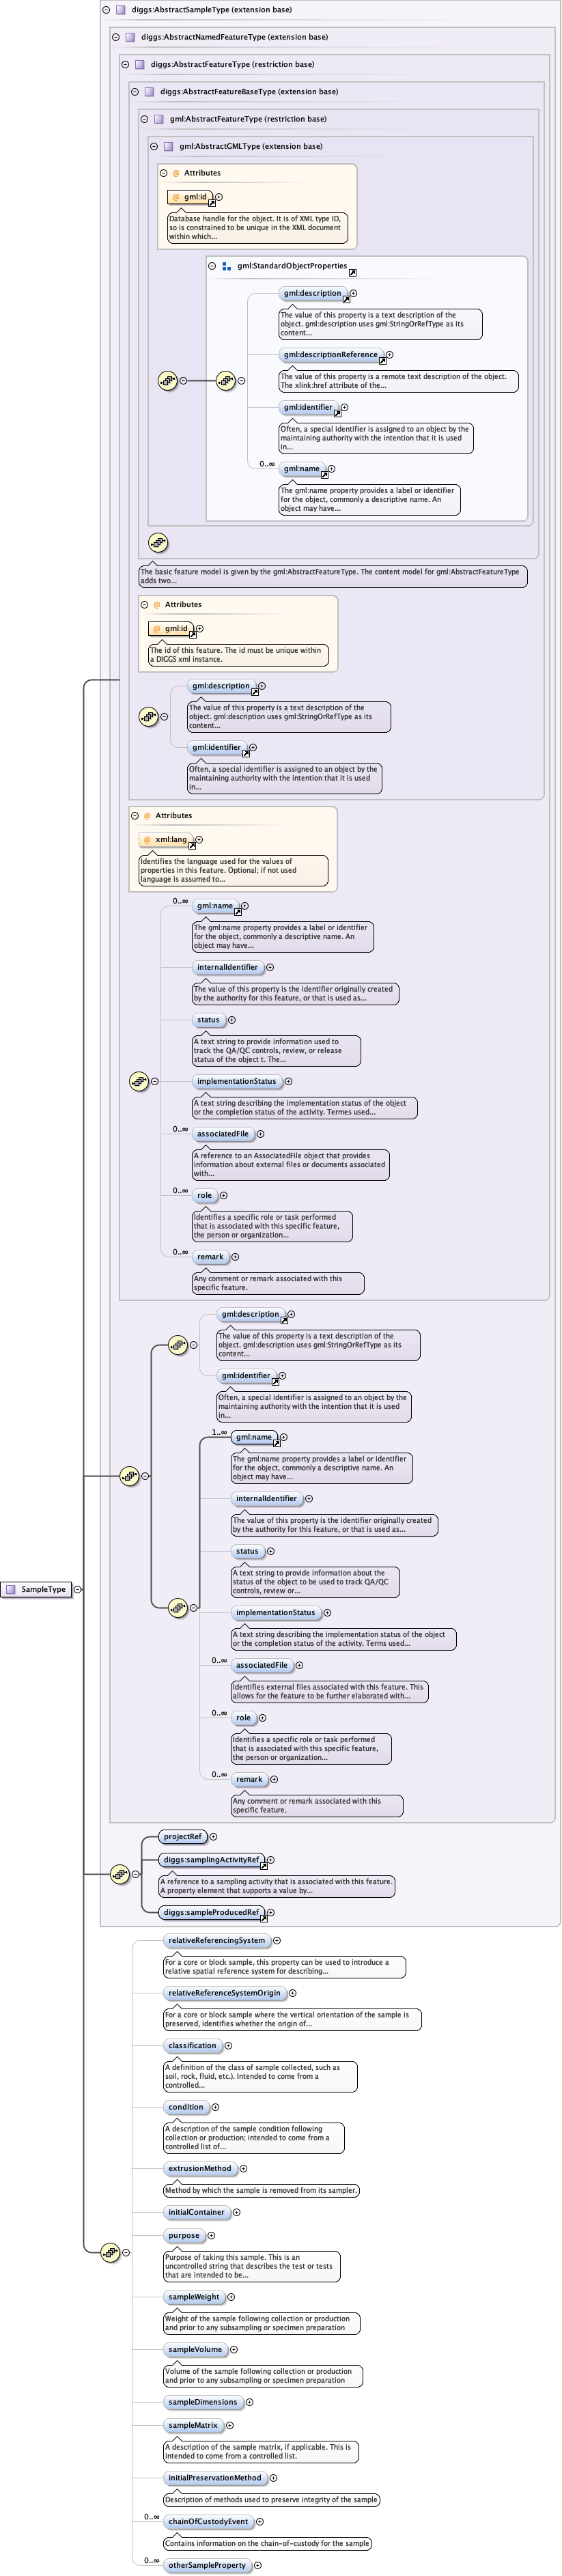 diggs:AbstractSampleType (extension base)
diggs:AbstractNamedFeatureType (extension base)
diggs:AbstractFeatureType (restriction base)
diggs:AbstractFeatureBaseType (extension base)
gml:AbstractFeatureType (restriction base)
gml:AbstractGMLType (extension base)
@ Attributes
@ gml:id
Database handle for the object. It is of XML type ID,
so is constrained to be unique in the XML document
within which...
gml:StandardObjectProperties
gml:description
The value of this property is a text description of the
object. gml:description uses gml:StringOrRefType as its
content...
gml:descriptionReference
The value of this property is a remote text description of the object.
The xlink:href attribute of the...
gml:identifier
Often, a special identifier is assigned to an object by the
maintaining authority with the intention that it is used
in...
0..∞
gml:name
The gml:name property provides a label or identifier
for the object, commonly a descriptive name. An
object may have...
The basic feature model is given by the gml:AbstractFeatureType. The content model for gml:AbstractFeatureType
adds two...
@ Attributes
@ gml:id
The id of this feature. The id must be unique within
a DIGGS xml instance.
gml:description
The value of this property is a text description of the
object. gml:description uses gml:StringOrRefType as its
content...
gml:identifier
Often, a special identifier is assigned to an object by the
maintaining authority with the intention that it is used
in...
@ Attributes
@ xml:lang
Identifies the language used for the values of
properties in this feature. Optional; if not used
language is assumed to...
0..∞
gml:name
The gml:name property provides a label or identifier
for the object, commonly a descriptive name. An
object may have...
internalIdentifier
The value of this property is the identifier originally created
by the authority for this feature, or that is used as...
status
A text string to provide information used to
track the QA/QC controls, review, or release
status of the object t. The...
implementationStatus
A text string describing the implementation status of the object
or the completion status of the activity. Termes used...
0..∞
associatedFile
A reference to an AssociatedFile object that provides
information about external files or documents associated
with...
0..∞
role
Identifies a specific role or task performed
that is associated with this specific feature,
the person or organization...
0..∞
remark
Any comment or remark associated with this
specific feature.
gml:description
The value of this property is a text description of the
object. gml:description uses gml:StringOrRefType as its
content...
gml:identifier
Often, a special identifier is assigned to an object by the
maintaining authority with the intention that it is used
in...
1..∞
gml:name
The gml:name property provides a label or identifier
for the object, commonly a descriptive name. An
object may have...
internalIdentifier
The value of this property is the identifier originally created
by the authority for this feature, or that is used as...
status
A text string to provide information about the
status of the object to be used to track QA/QC
controls, review or...
SampleType
implementationStatus
A text string describing the implementation status of the object
or the completion status of the activity. Terms used...
0..∞
associatedFile
Identifies external files associated with this feature. This
allows for the feature to be further elaborated with...
0..∞
role
Identifies a specific role or task performed
that is associated with this specific feature,
the person or organization...
0..∞
remark
Any comment or remark associated with this
specific feature.
projectRef
diggs:samplingActivityRef
A reference to a sampling activity that is associated with this feature.
A property element that supports a value by...
diggs:sampleProducedRef
relativeReferencingSystem
For a core or block sample, this property can be used to introduce a
relative spatial reference system for describing...
relativeReferenceSystemOrigin
For a core or block sample where the vertical orientation of the sample is
preserved, identifies whether the origin of...
classification
A definition of the class of sample collected, such as
soil, rock, fluid, etc.). Intended to come from a
controlled...
condition
A description of the sample condition following
collection or production; intended to come from a
controlled list of...
extrusionMethod
Method by which the sample is removed from its sampler.
initialContainer
purpose
Purpose of taking this sample. This is an
uncontrolled string that describes the test or tests
that are intended to be...
sampleWeight
Weight of the sample following collection or production
and prior to any subsampling or specimen preparation
sampleVolume
Volume of the sample following collection or production
and prior to any subsampling or specimen preparation
sampleDimensions
sampleMatrix
A description of the sample matrix, if applicable. This is
intended to come from a controlled list.
initialPreservationMethod
Description of methods used to preserve integrity of the sample
0..∞
chainOfCustodyEvent
Contains information on the chain-of-custody for the sample
0..∞
otherSampleProperty